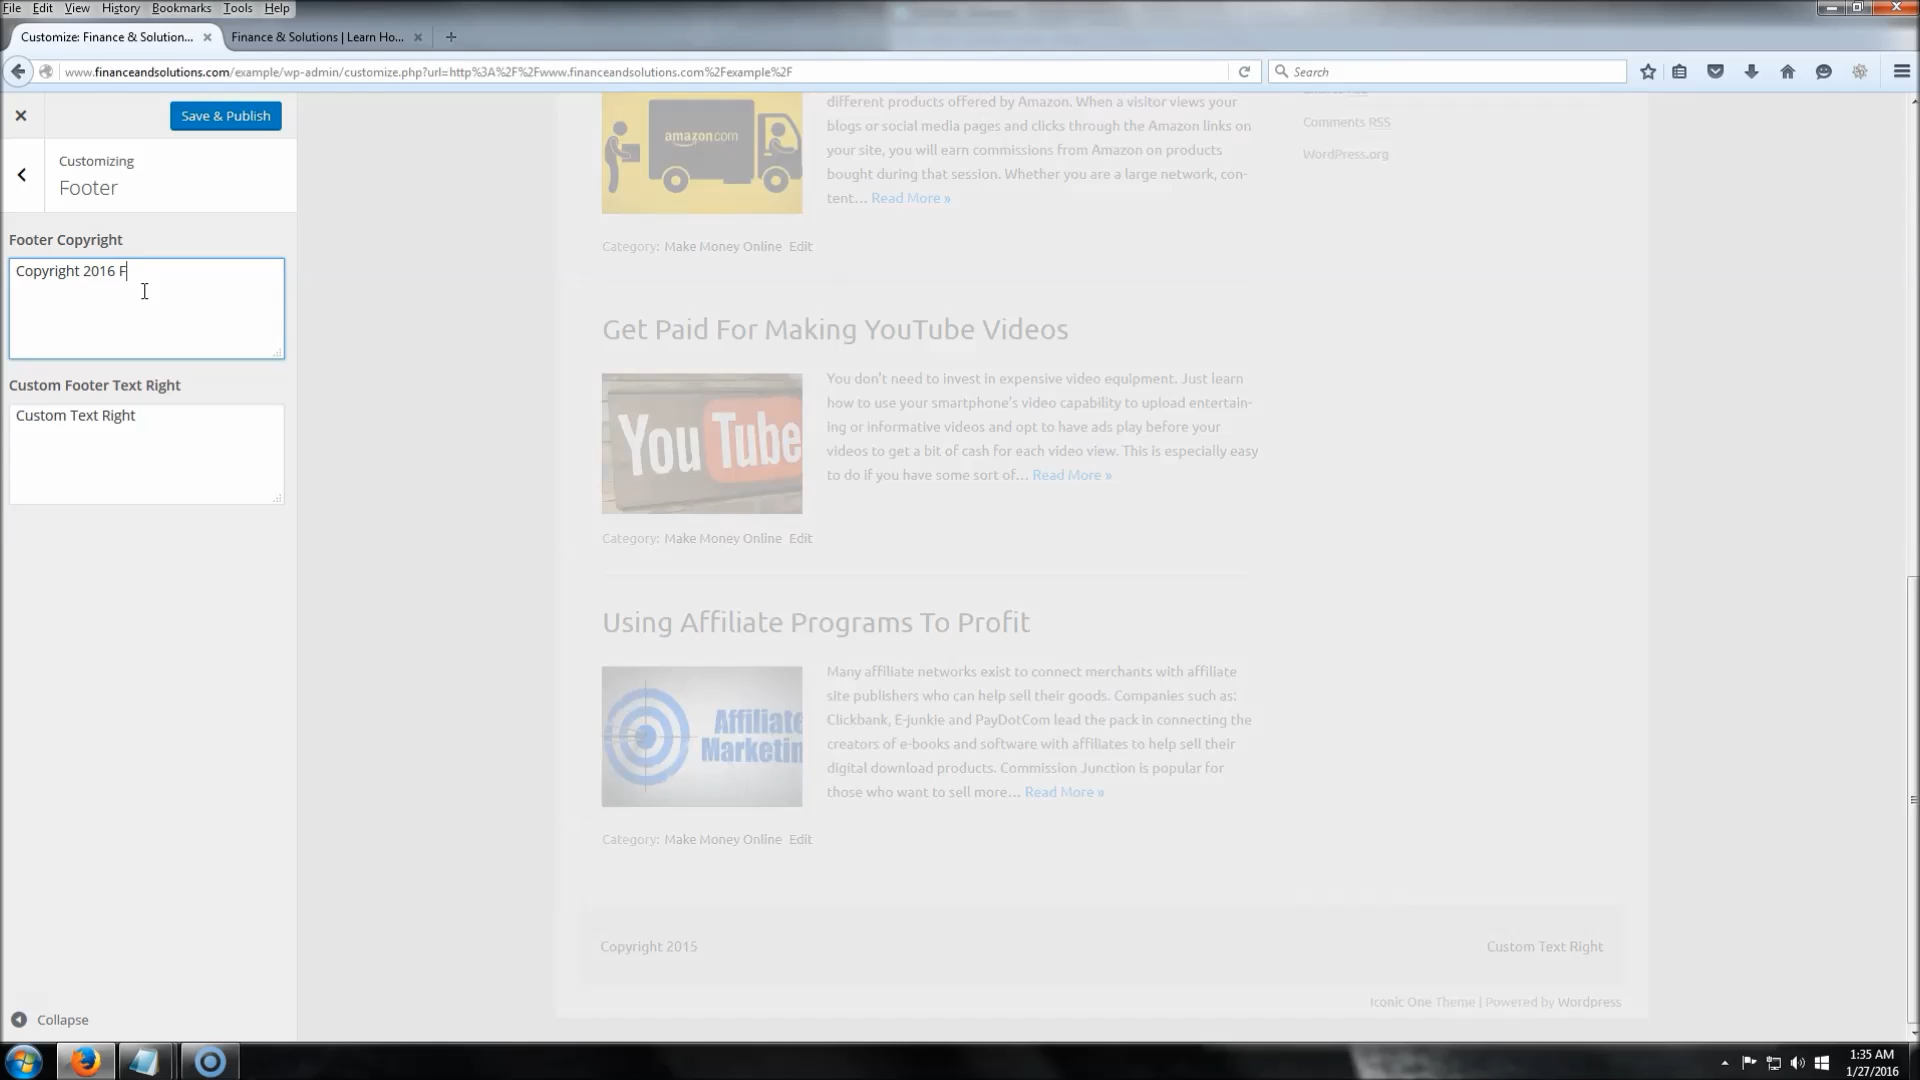 File Edit View History Bookmarks Tools Help
Customize: Finance & Solution... Finance & Solutions | Learn Ho...
www.financeandsolutions.com/example/wp-admin/customize.php?url=http%3A%2F%2Fwww.financeandsolutions.com%2Fexample%2F
Search
Save & Publish
Customizing
Footer
Footer Copyright
Copyright 2016 F
Custom Footer Text Right
Custom Text Right
Collapse
different products offered by Amazon. When a visitor views your
blogs or social media pages and clicks through the Amazon links on
your site, you will earn commissions from Amazon on products
bought during that session. Whether you are a large network, con-
tent... Read More »
amazon.com
Category: Make Money Online Edit
Comments RSS
WordPress.org
Get Paid For Making YouTube Videos
You don't need to invest in expensive video equipment. Just learn
how to use your smartphone's video capability to upload entertain-
ing or informative videos and opt to have ads play before your
videos to get a bit of cash for each video view. This is especially easy
to do if you have some sort of... Read More »
YouTube
Category: Make Money Online Edit
Using Affiliate Programs To Profit
Many affiliate networks exist to connect merchants with affiliate
site publishers who can help sell their goods. Companies such as:
Clickbank, E-junkie and PayDotCom lead the pack in connecting the
creators of e-books and software with affiliates to help sell their
digital download products. Commission Junction is popular for
those who want to sell more... Read More »
Affiliate
Marketin
Category: Make Money Online Edit
Copyright 2015
Custom Text Right
Iconic One Theme | Powered by Wordpress
1:35 AM
1/27/2016